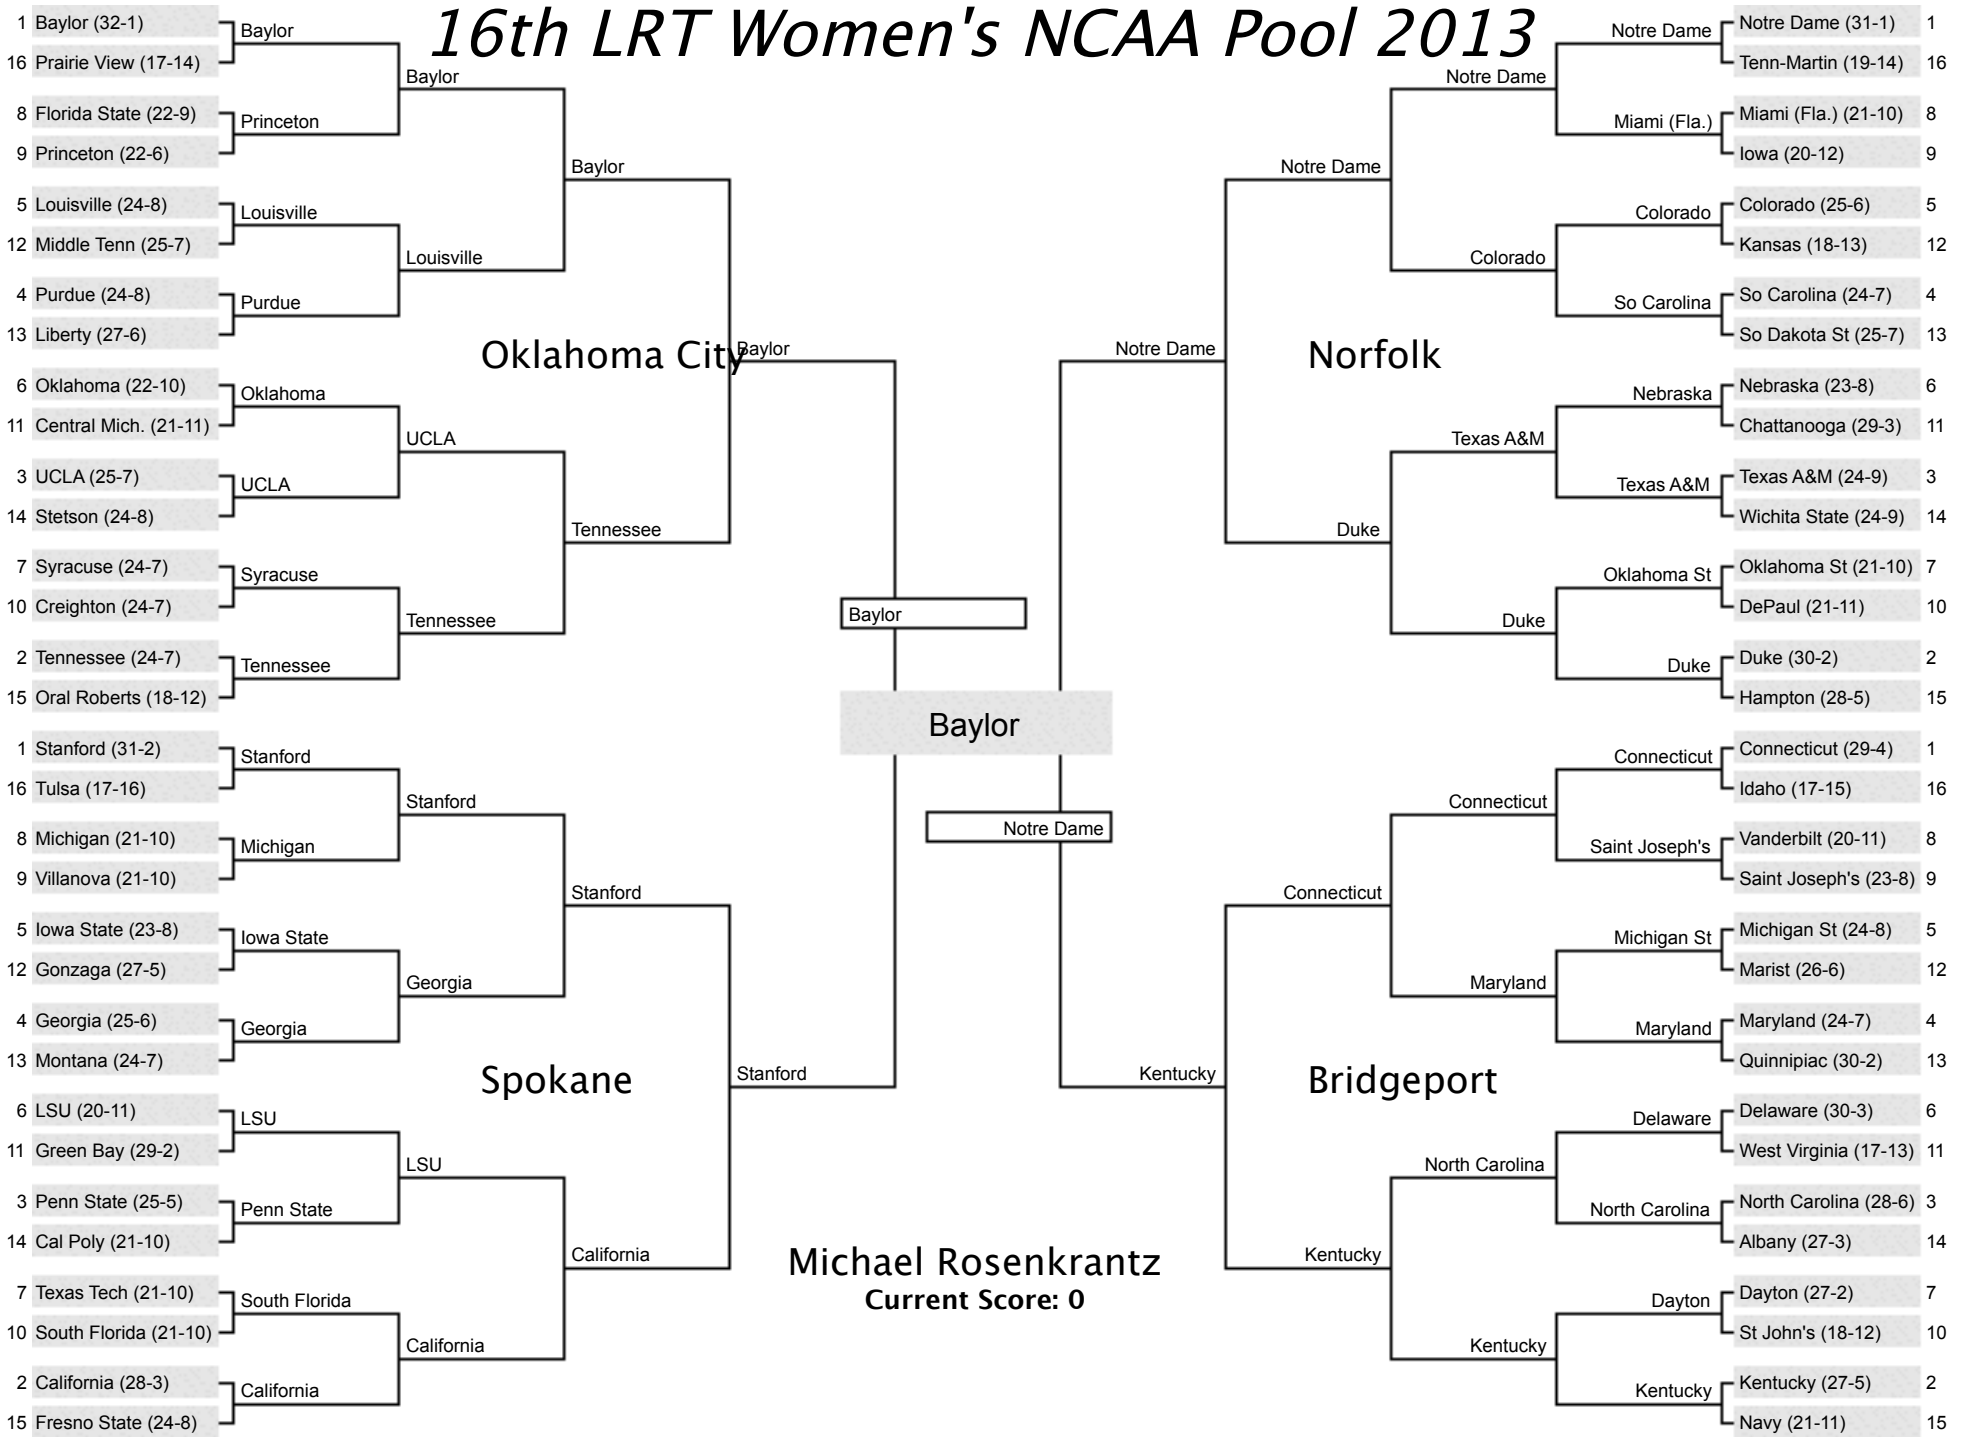 16th LRT Women's NCAA Pool 2013
1 Baylor (32-1)
16 Prairie View (17-14)
8 Florida State (22-9)
9 Princeton (22-6)
5 Louisville (24-8)
12 Middle Tenn (25-7)
4 Purdue (24-8)
13 Liberty (27-6)
6 Oklahoma (22-10)
11 Central Mich. (21-11)
3 UCLA (25-7)
14 Stetson (24-8)
7 Syracuse (24-7)
10 Creighton (24-7)
2 Tennessee (24-7)
15 Oral Roberts (18-12)
1 Stanford (31-2)
16 Tulsa (17-16)
8 Michigan (21-10)
9 Villanova (21-10)
5 Iowa State (23-8)
12 Gonzaga (27-5)
4 Georgia (25-6)
13 Montana (24-7)
6 LSU (20-11)
11 Green Bay (29-2)
3 Penn State (25-5)
14 Cal Poly (21-10)
7 Texas Tech (21-10)
10 South Florida (21-10)
2 California (28-3)
15 Fresno State (24-8)
Baylor
Princeton
Louisville
Purdue
Oklahoma
UCLA
Syracuse
Tennessee
Stanford
Michigan
Iowa State
Georgia
LSU
Penn State
South Florida
California
Baylor
Louisville
UCLA
Tennessee
Stanford
Georgia
LSU
California
Baylor
Tennessee
Stanford
California
Oklahoma City
Spokane
Baylor
Stanford
Baylor
Baylor
Notre Dame
Michael Rosenkrantz
Current Score: 0
Notre Dame
Kentucky
Norfolk
Bridgeport
Notre Dame
Duke
Connecticut
Kentucky
Notre Dame
Colorado
Texas A&M
Duke
Connecticut
Maryland
North Carolina
Kentucky
Notre Dame
Miami (Fla.)
Colorado
So Carolina
Nebraska
Texas A&M
Oklahoma St
Duke
Connecticut
Saint Joseph's
Michigan St
Maryland
Delaware
North Carolina
Dayton
Kentucky
Notre Dame (31-1) 1
Tenn-Martin (19-14) 16
Miami (Fla.) (21-10) 8
Iowa (20-12) 9
Colorado (25-6) 5
Kansas (18-13) 12
So Carolina (24-7) 4
So Dakota St (25-7) 13
Nebraska (23-8) 6
Chattanooga (29-3) 11
Texas A&M (24-9) 3
Wichita State (24-9) 14
Oklahoma St (21-10) 7
DePaul (21-11) 10
Duke (30-2) 2
Hampton (28-5) 15
Connecticut (29-4) 1
Idaho (17-15) 16
Vanderbilt (20-11) 8
Saint Joseph's (23-8) 9
Michigan St (24-8) 5
Marist (26-6) 12
Maryland (24-7) 4
Quinnipiac (30-2) 13
Delaware (30-3) 6
West Virginia (17-13) 11
North Carolina (28-6) 3
Albany (27-3) 14
Dayton (27-2) 7
St John's (18-12) 10
Kentucky (27-5) 2
Navy (21-11) 15